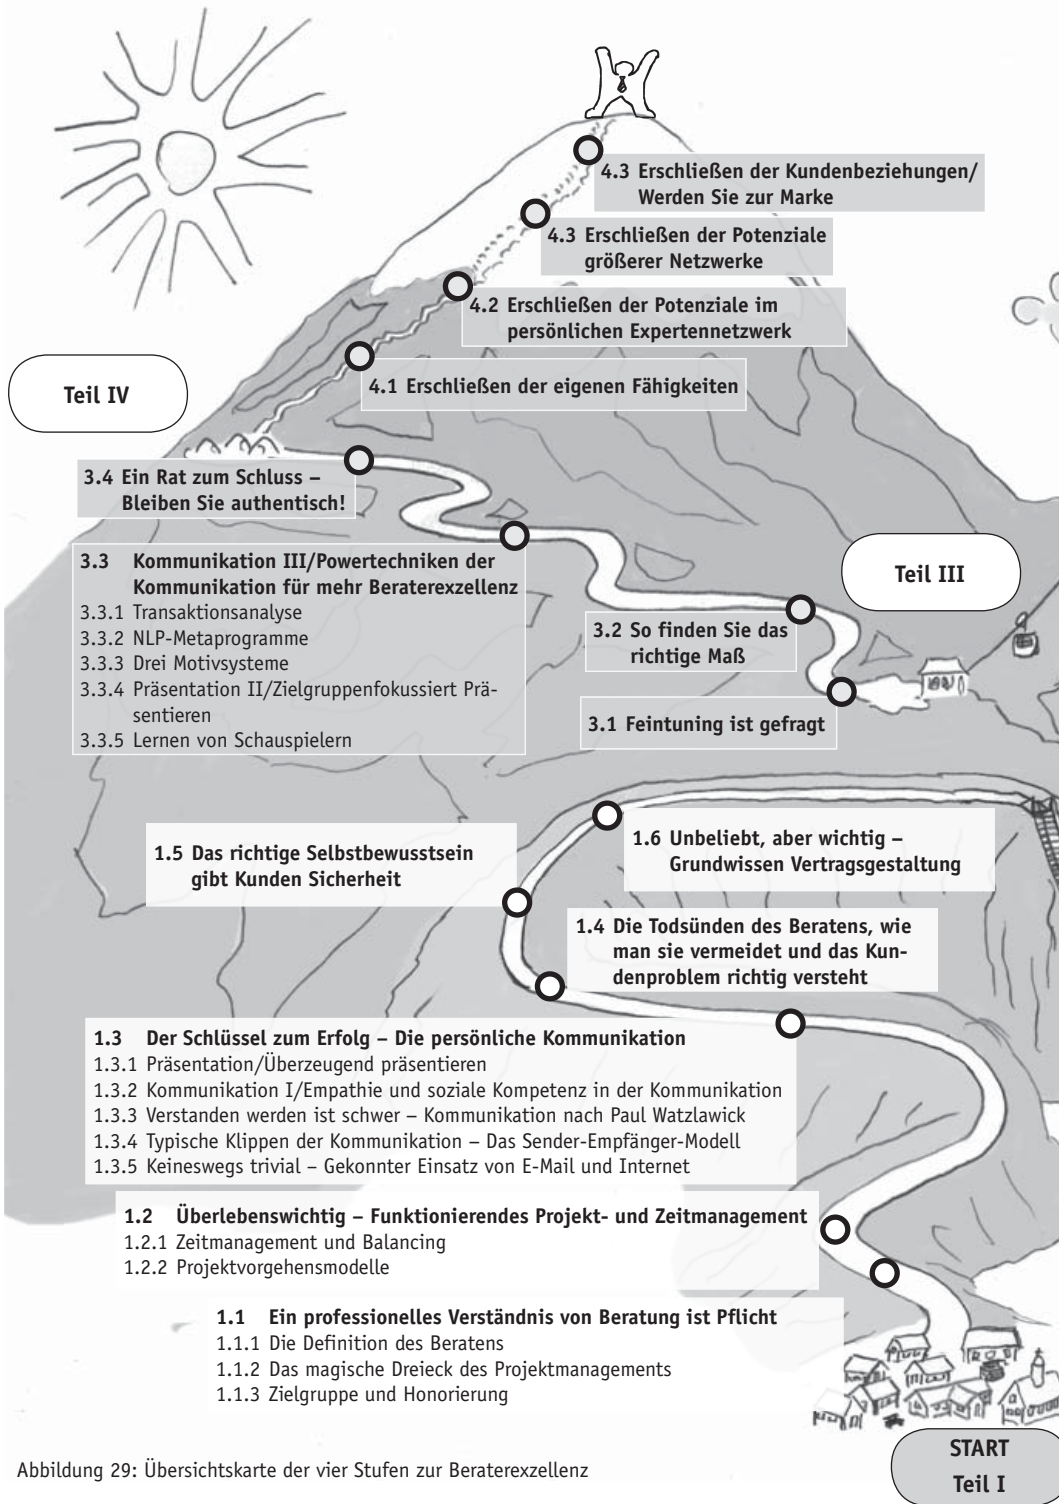 4.3 Erschließen der Kundenbeziehungen/
Werden Sie zur Marke
4.3 Erschließen der Potenziale
größerer Netzwerke
4.2 Erschließen der Potenziale im
persönlichen Expertennetzwerk
4.1 Erschließen der eigenen Fähigkeiten
Teil IV
3.4 Ein Rat zum Schluss –
Bleiben Sie authentisch!
3.3 Kommunikation III/Powertechniken der
Kommunikation für mehr Beraterexzellenz
3.3.1 Transaktionsanalyse
3.3.2 NLP-Metaprogramme
3.3.3 Drei Motivsysteme
3.3.4 Präsentation II/Zielgruppenfokussiert Prä-
sentieren
3.3.5 Lernen von Schauspielern
Teil III
3.2 So finden Sie das
richtige Maß
3.1 Feintuning ist gefragt
1.6 Unbeliebt, aber wichtig –
Grundwissen Vertragsgestaltung
1.5 Das richtige Selbstbewusstsein
gibt Kunden Sicherheit
1.4 Die Todsünden des Beratens, wie
man sie vermeidet und das Kun-
denproblem richtig versteht
1.3 Der Schlüssel zum Erfolg – Die persönliche Kommunikation
1.3.1 Präsentation/Überzeugend präsentieren
1.3.2 Kommunikation I/Empathie und soziale Kompetenz in der Kommunikation
1.3.3 Verstanden werden ist schwer – Kommunikation nach Paul Watzlawick
1.3.4 Typische Klippen der Kommunikation – Das Sender-Empfänger-Modell
1.3.5 Keineswegs trivial – Gekonnter Einsatz von E-Mail und Internet
1.2 Überlebenswichtig – Funktionierendes Projekt- und Zeitmanagement
1.2.1 Zeitmanagement und Balancing
1.2.2 Projektvorgehensmodelle
1.1 Ein professionelles Verständnis von Beratung ist Pflicht
1.1.1 Die Definition des Beratens
1.1.2 Das magische Dreieck des Projektmanagements
1.1.3 Zielgruppe und Honorierung
START
Teil I
Abbildung 29: Übersichtskarte der vier Stufen zur Beraterexzellenz